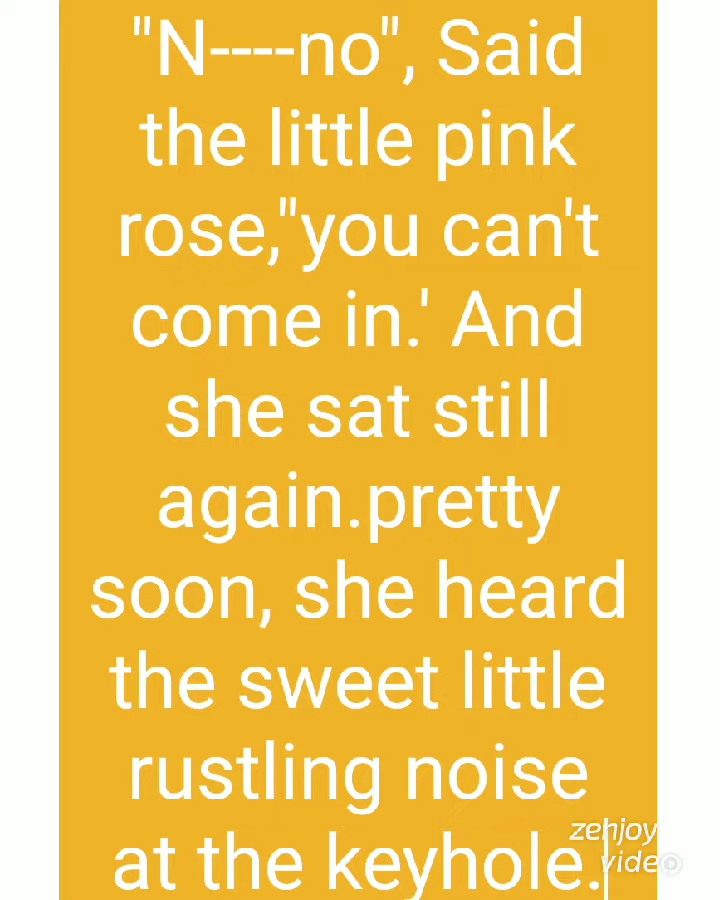 "N----no", Said
the little pink
rose,"you can't
come in.' And
she sat still
again.pretty
soon, she heard
the sweet little
rustling noise
at the keyhole.
zenjoy
video